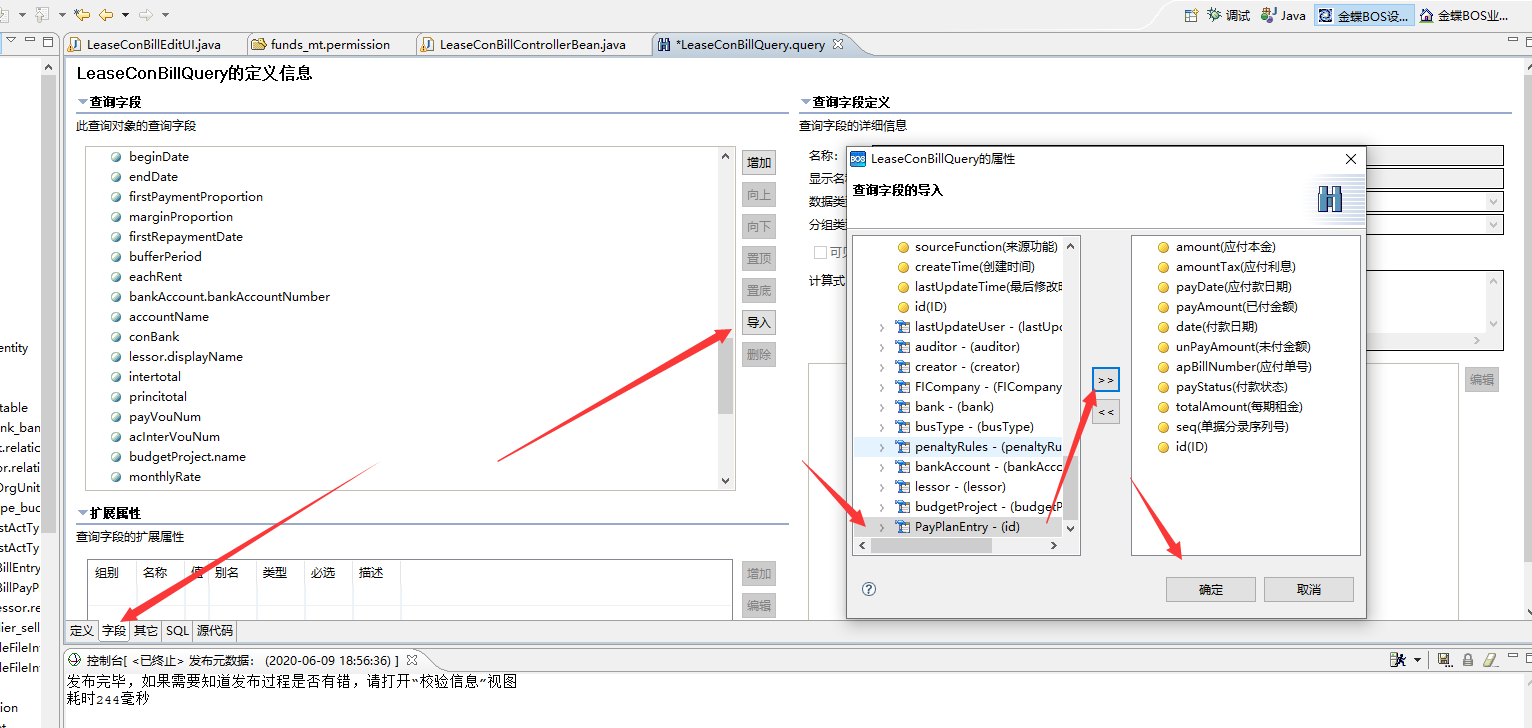 调试
Java
金蝶BOS设...
金蝶BOS业...
LeaseConBillEditUI.java
funds_mt.permission
LeaseConBillControllerBean.java
*LeaseConBillQuery.query
LeaseConBillQuery的定义信息
查询字段
此查询对象的查询字段
beginDate
endDate
firstPaymentProportion
marginProportion
firstRepaymentDate
bufferPeriod
eachRent
bankAccount.bankAccountNumber
accountName
conBank
lessor.displayName
intertotal
princitotal
payVouNum
acInterVouNum
budgetProject.name
monthlyRate
增加
向上
向下
置顶
置底
导入
删除
扩展属性
查询字段的扩展属性
组别 名称 值 别名 类型 必选 描述
增加
编辑
定义 字段 其它 SQL 源代码
查询字段定义
查询字段的详细信息
名称:
显示名
数据类
分组类
可
计算式
编辑
LeaseConBillQuery的属性
查询字段的导入
sourceFunction(来源功能)
createTime(创建时间)
lastUpdateTime(最后修改时
id(ID)
lastUpdateUser - (lastUpd
auditor - (auditor)
creator - (creator)
FICompany - (FICompany
bank - (bank)
busType - (busType)
penaltyRules - (penaltyRu
bankAccount - (bankAcco
lessor - (lessor)
budgetProject - (budgetP
PayPlanEntry - (id)
>>
<<
amount(应付本金)
amountTax(应付利息)
payDate(应付款日期)
payAmount(已付金额)
date(付款日期)
unPayAmount(未付金额)
apBillNumber(应付单号)
payStatus(付款状态)
totalAmount(每期租金)
seq(单据分录序列号)
id(ID)
确定
取消
entity
table
nk_ban
t.relatic
or.relati
OrgUnit
pe_buc
stActTy
stActTy
BillEntry
BillPayP
essor.re
lier_sell
leFileIn
leFileIn
ion
控制台[ <已终止> 发布元数据: (2020-06-09 18:56:36) ]
发布完毕，如果需要知道发布过程是否有错，请打开“校验信息”视图
耗时244毫秒